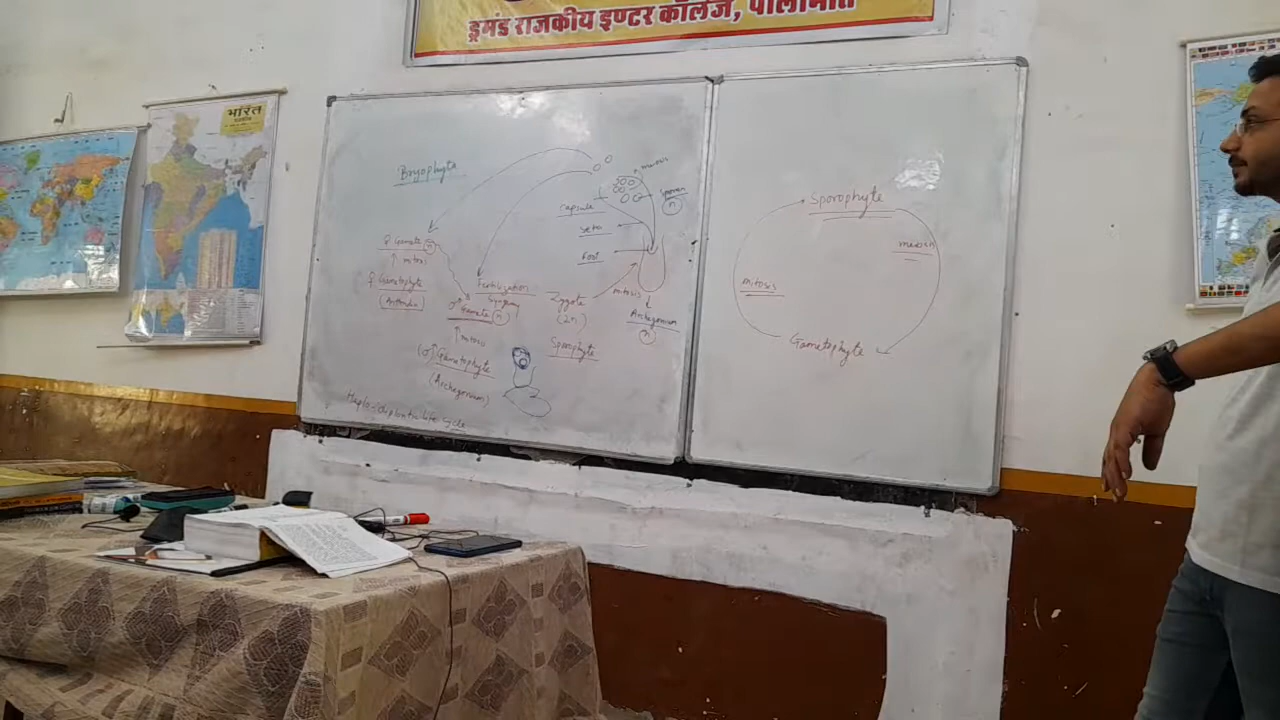 ड्रमंड राजकीय इण्टर कॉलेज, पीलीभीत
भारत
Bryophyta
meiosis
Spores
n
Capsule
Seta
Foot
♀ Gamete n
↑ mitosis
♀ Gametophyte
Fertilization
Syngamy
♂ Gamete n
↑ mitosis
(♂) Gametophyte
(Archegonium)
Zygote
(2n)
Sporophyte
mitosis
Archegonium
n
Haplo-diplontic life cycle
Sporophyte
meiosis
mitosis
Gametophyte